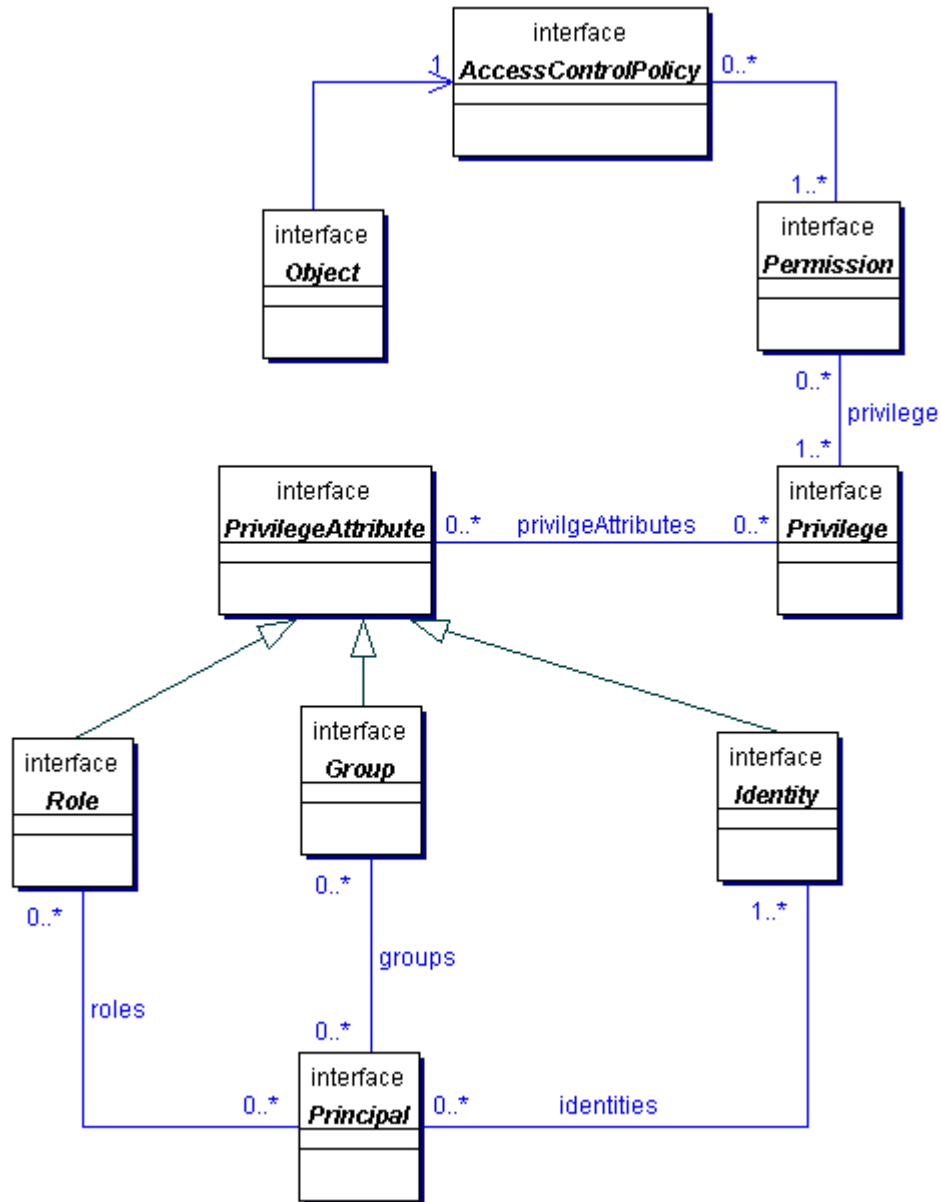 interface
AccessControlPolicy
1
0..*
1..*
interface
Object
interface
Permission
0..*
privilege
1..*
interface
PrivilegeAttribute
0..*
privilgeAttributes
0..*
interface
Privilege
interface
Role
interface
Group
interface
Identity
0..*
0..*
1..*
groups
roles
0..*
interface
Principal
0..*
0..*
identities